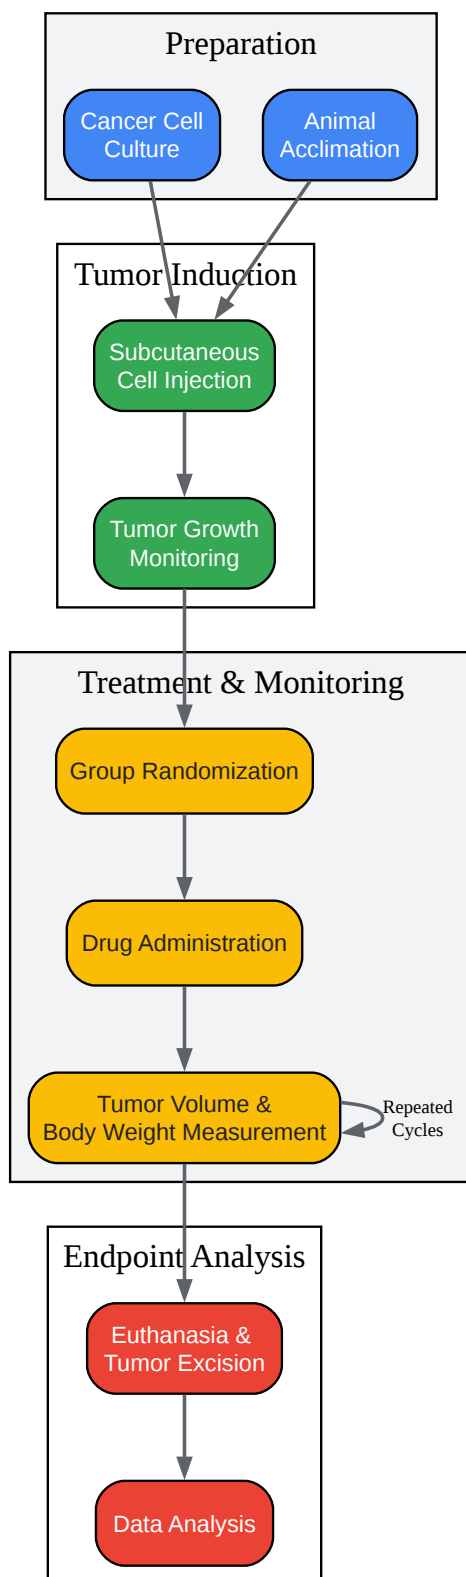 Preparation
Cancer Cell
Culture
Animal
Acclimation
Tumor Induction
Subcutaneous
Cell Injection
Tumor Growth
Monitoring
Treatment & Monitoring
Group Randomization
Drug Administration
Tumor Volume &
Body Weight Measurement
Repeated
Cycles
Endpoint Analysis
Euthanasia &
Tumor Excision
Data Analysis